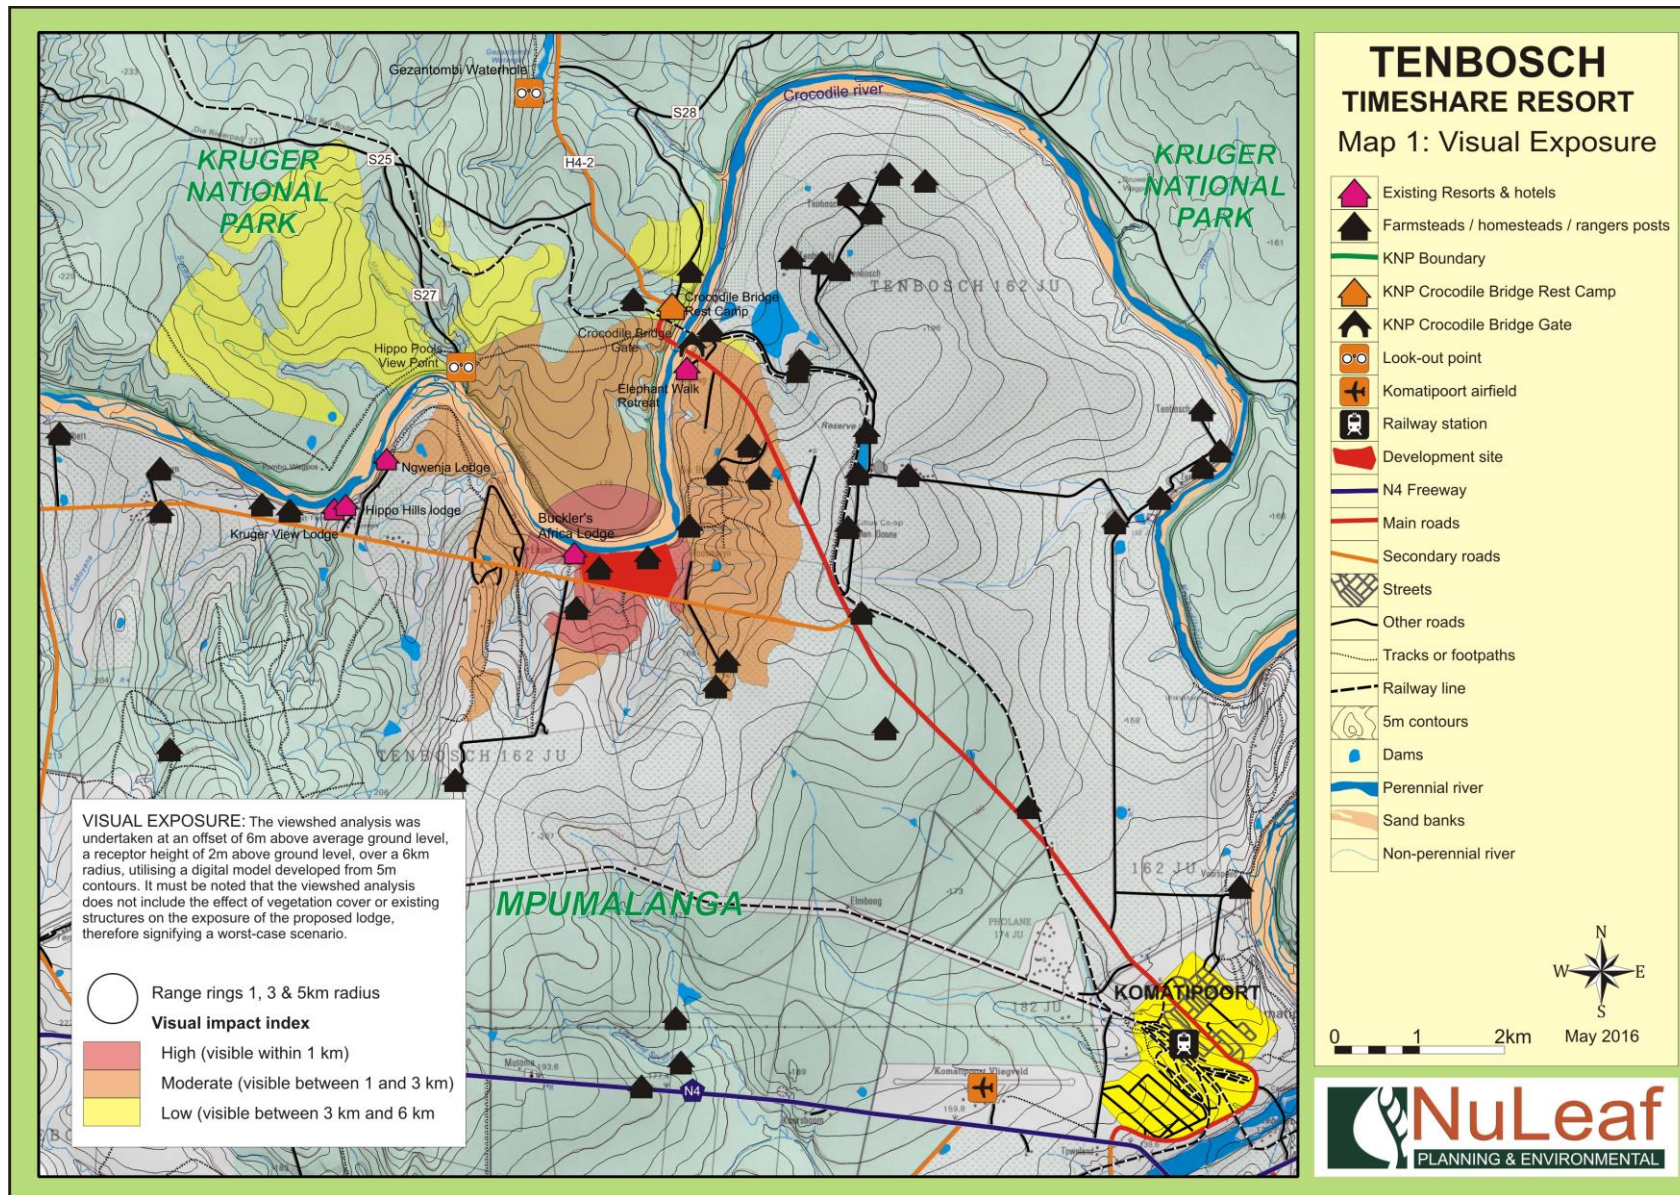 TENBOSCH
TIMESHARE RESORT
Map 1: Visual Exposure
Existing Resorts & hotels
Farmsteads / homesteads / rangers posts
KNP Boundary
KNP Crocodile Bridge Rest Camp
KNP Crocodile Bridge Gate
Look-out point
Komatipoort airfield
Railway station
Development site
N4 Freeway
Main roads
Secondary roads
Streets
Other roads
Tracks or footpaths
Railway line
5m contours
Dams
Perennial river
Sand banks
Non-perennial river
N
W E
S
0 1 2km
May 2016
NuLeaf
PLANNING & ENVIRONMENTAL
Gezantombi Waterhole
Crocodile river
S28
H4-2
S25
KRUGER
NATIONAL
PARK
KRUGER
NATIONAL
PARK
S27
Crocodile Bridge
Rest Camp
Crocodile Bridge
Gate
Hippo Pools
View Point
Elephant Walk
Retreat
TENBOSCH 162 JU
Tenbosch
Ngwenja Lodge
Hippo Hills lodge
Kruger View Lodge
Buckler's
Africa Lodge
TENBOSCH 162 JU
MPUMALANGA
162 JU
Elmboog
PHOLANE
174 JU
162 JU
KOMATIPOORT
Komatipoort Vliegveld
N4
VISUAL EXPOSURE: The viewshed analysis was
undertaken at an offset of 6m above average ground level,
a receptor height of 2m above ground level, over a 6km
radius, utilising a digital model developed from 5m
contours. It must be noted that the viewshed analysis
does not include the effect of vegetation cover or existing
structures on the exposure of the proposed lodge,
therefore signifying a worst-case scenario.
Range rings 1, 3 & 5km radius
Visual impact index
High (visible within 1 km)
Moderate (visible between 1 and 3 km)
Low (visible between 3 km and 6 km